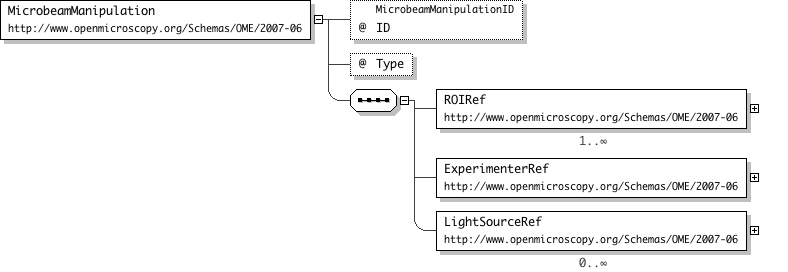 MicrobeamManipulation
http://www.openmicroscopy.org/Schemas/OME/2007-06
MicrobeamManipulationID
@ ID
@ Type
ROIRef
http://www.openmicroscopy.org/Schemas/OME/2007-06
1..∞
ExperimenterRef
http://www.openmicroscopy.org/Schemas/OME/2007-06
LightSourceRef
http://www.openmicroscopy.org/Schemas/OME/2007-06
0..∞